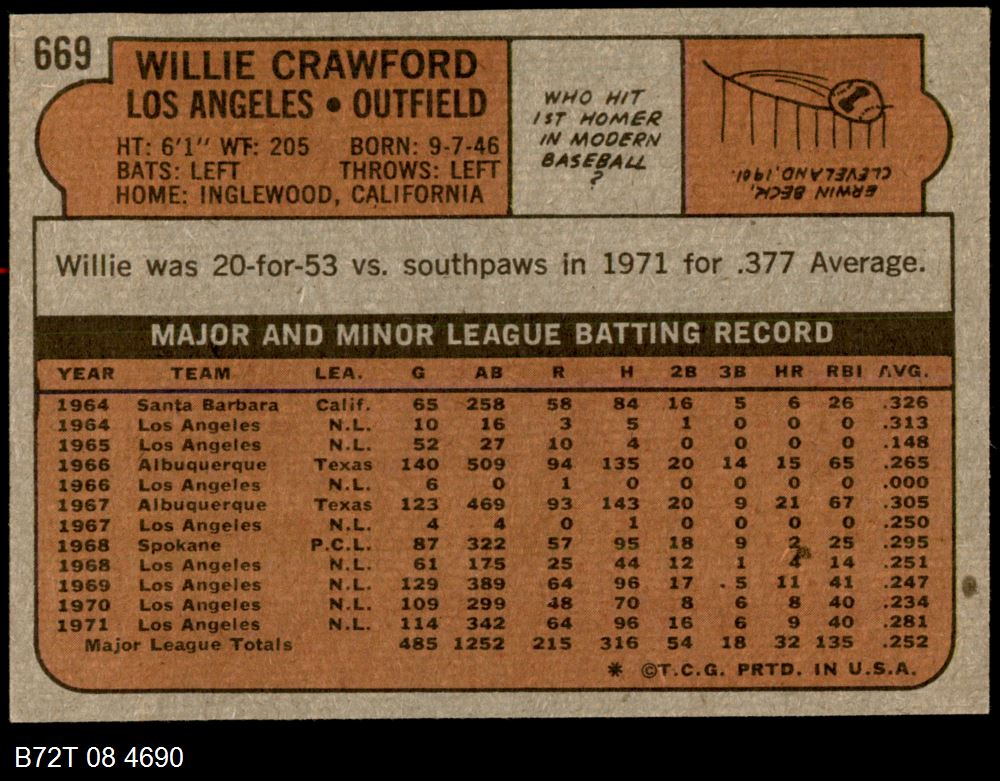 669
WILLIE CRAWFORD
LOS ANGELES • OUTFIELD
HT: 6'1" WT: 205 BORN: 9-7-46
BATS: LEFT THROWS: LEFT
HOME: INGLEWOOD, CALIFORNIA
WHO HIT
1ST HOMER
IN MODERN
BASEBALL
?
1
ERWIN BECK,
CLEVELAND, 1901.
Willie was 20-for-53 vs. southpaws in 1971 for .377 Average.
MAJOR AND MINOR LEAGUE BATTING RECORD
YEAR TEAM LEA. G AB R H 2B 3B HR RBI AVG.
1964 Santa Barbara Calif. 65 258 58 84 16 5 6 26 .326
1964 Los Angeles N.L. 10 16 3 5 1 0 0 0 .313
1965 Los Angeles N.L. 52 27 10 4 0 0 0 0 .148
1966 Albuquerque Texas 140 509 94 135 20 14 15 65 .265
1966 Los Angeles N.L. 6 0 1 0 0 0 0 0 .000
1967 Albuquerque Texas 123 469 93 143 20 9 21 67 .305
1967 Los Angeles N.L. 4 4 0 1 0 0 0 0 .250
1968 Spokane P.C.L. 87 322 57 95 18 9 2 25 .295
1968 Los Angeles N.L. 61 175 25 44 12 1 4 14 .251
1969 Los Angeles N.L. 129 389 64 96 17 5 11 41 .247
1970 Los Angeles N.L. 109 299 48 70 8 6 8 40 .234
1971 Los Angeles N.L. 114 342 64 96 16 6 9 40 .281
Major League Totals 485 1252 215 316 54 18 32 135 .252
* ©T.C.G. PRTD. IN U.S.A.
B72T 08 4690